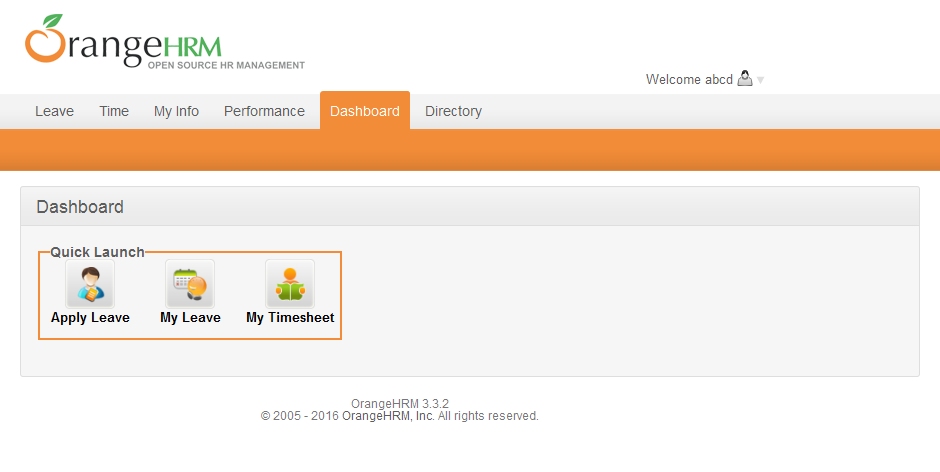 OrangeHRM
OPEN SOURCE HR MANAGEMENT
Welcome abcd
Leave Time My Info Performance Dashboard Directory
Dashboard
Quick Launch
Apply Leave My Leave My Timesheet
OrangeHRM 3.3.2
© 2005 - 2016 OrangeHRM, Inc. All rights reserved.